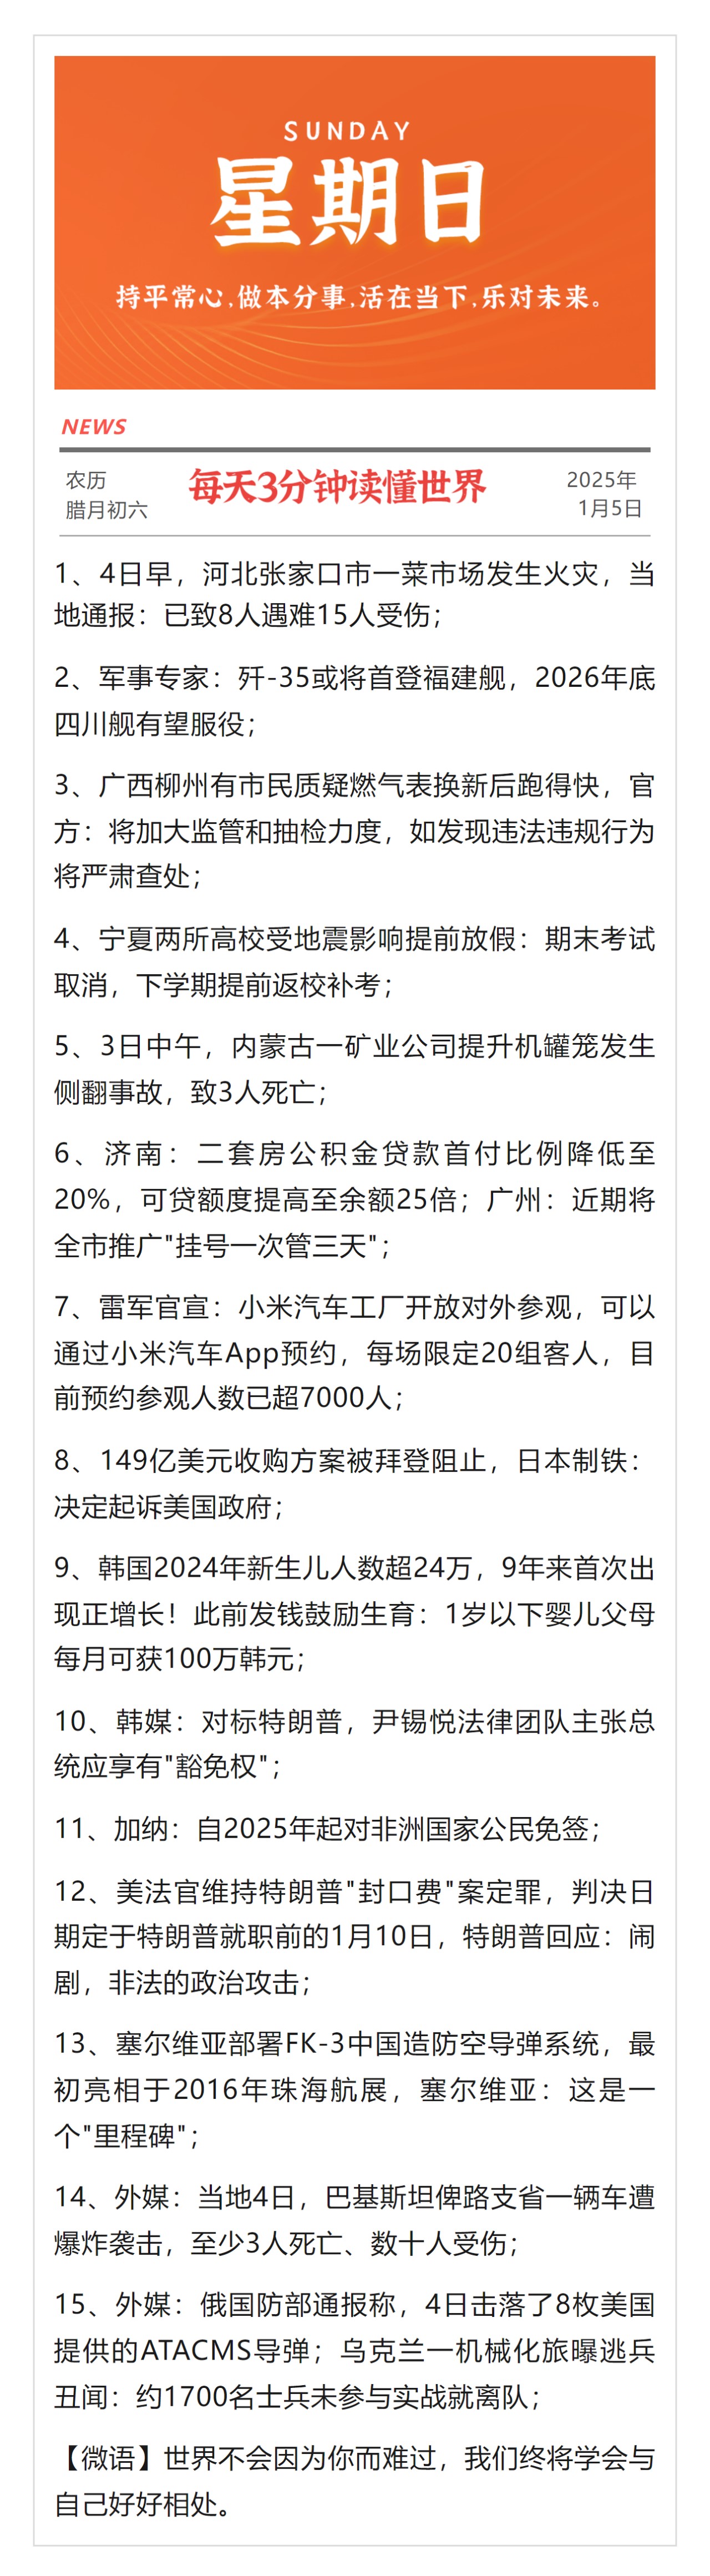 SUNDAY
星期日
持平常心,做本分事,活在当下,乐对未来。
NEWS
农历
腊月初六
每天3分钟读懂世界
2025年
1月5日
1、4日早，河北张家口市一菜市场发生火灾，当
地通报：已致8人遇难15人受伤；
2、军事专家：歼-35或将首登福建舰，2026年底
四川舰有望服役；
3、广西柳州有市民质疑燃气表换新后跑得快，官
方：将加大监管和抽检力度，如发现违法违规行为
将严肃查处；
4、宁夏两所高校受地震影响提前放假：期末考试
取消，下学期提前返校补考；
5、3日中午，内蒙古一矿业公司提升机罐笼发生
侧翻事故，致3人死亡；
6、济南：二套房公积金贷款首付比例降低至
20%，可贷额度提高至余额25倍；广州：近期将
全市推广"挂号一次管三天"；
7、雷军官宣：小米汽车工厂开放对外参观，可以
通过小米汽车App预约，每场限定20组客人，目
前预约参观人数已超7000人；
8、149亿美元收购方案被拜登阻止，日本制铁：
决定起诉美国政府；
9、韩国2024年新生儿人数超24万，9年来首次出
现正增长！此前发钱鼓励生育：1岁以下婴儿父母
每月可获100万韩元；
10、韩媒：对标特朗普，尹锡悦法律团队主张总
统应享有"豁免权"；
11、加纳：自2025年起对非洲国家公民免签；
12、美法官维持特朗普"封口费"案定罪，判决日
期定于特朗普就职前的1月10日，特朗普回应：闹
剧，非法的政治攻击；
13、塞尔维亚部署FK-3中国造防空导弹系统，最
初亮相于2016年珠海航展，塞尔维亚：这是一
个"里程碑"；
14、外媒：当地4日，巴基斯坦俾路支省一辆车遭
爆炸袭击，至少3人死亡、数十人受伤；
15、外媒：俄国防部通报称，4日击落了8枚美国
提供的ATACMS导弹；乌克兰一机械化旅曝逃兵
丑闻：约1700名士兵未参与实战就离队；
【微语】世界不会因为你而难过，我们终将学会与
自己好好相处。